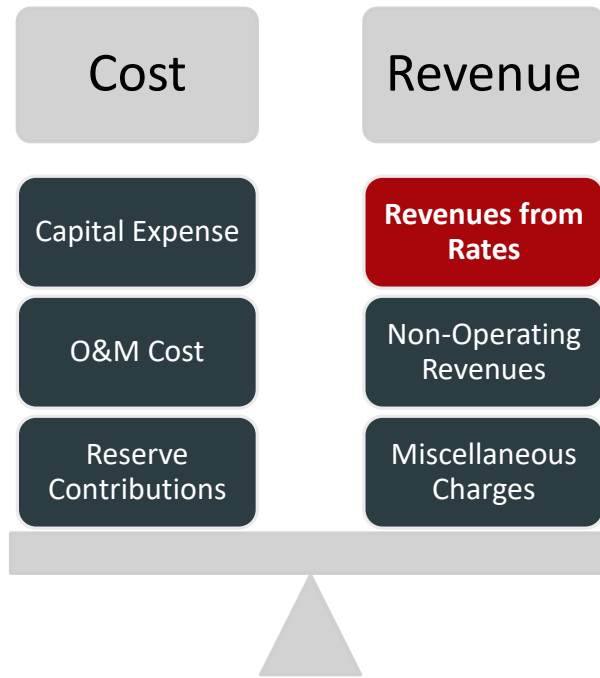 Cost
Revenue
Capital Expense
Revenues from
Rates
O&M Cost
Non-Operating
Revenues
Reserve
Contributions
Miscellaneous
Charges